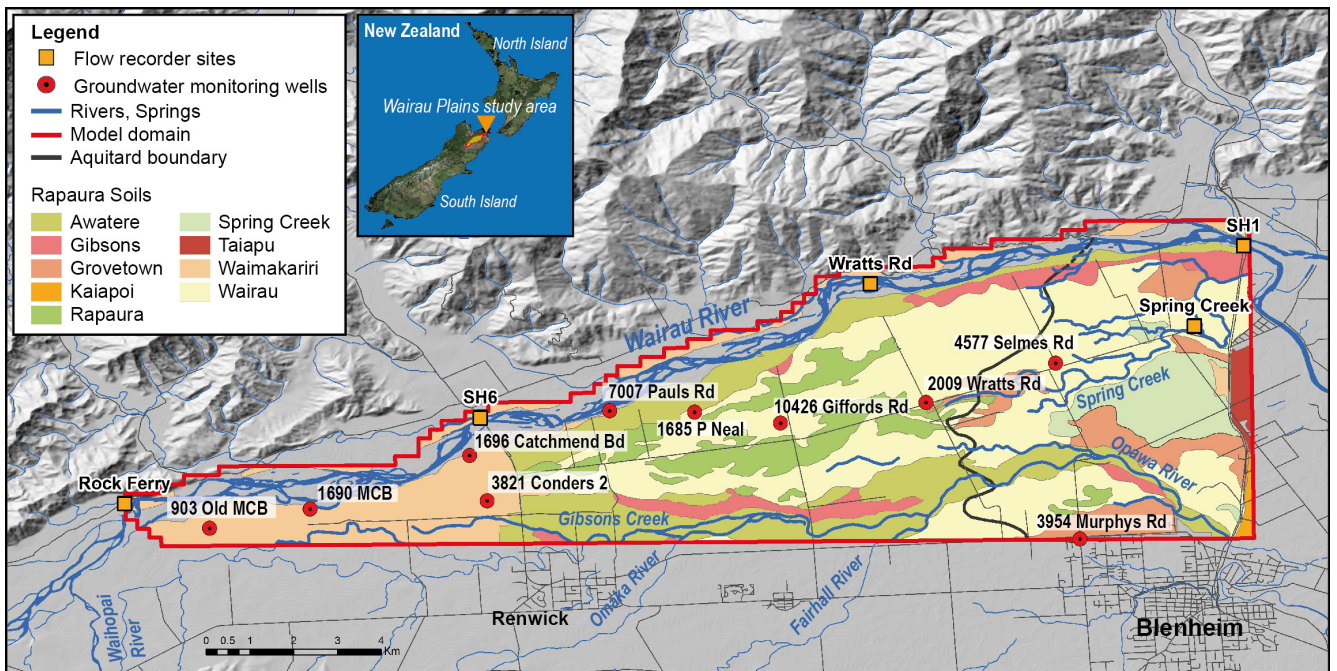 Legend
Flow recorder sites
Groundwater monitoring wells
Rivers, Springs
Model domain
Aquitard boundary
Rapaura Soils
Awatere
Gibsons
Grovetown
Kaiapoi
Rapaura
Spring Creek
Taiapu
Waimakariri
Wairau
New Zealand
North Island
Wairau Plains study area
South Island
SH1
Wratts Rd
Wairau River
Spring Creek
4577 Selmes Rd
7007 Pauls Rd
2009 Wratts Rd
Spring Creek
SH6
10426 Giffords Rd
1685 P Neal
1696 Catchmend Bd
Opawa River
Rock Ferry
1690 MCB
3821 Conders 2
903 Old MCB
Gibsons Creek
3954 Murphys Rd
Waihopai
River
Renwick
Omaka River
Fairhall River
Blenheim
0 0.5 1 2 3 4
Km